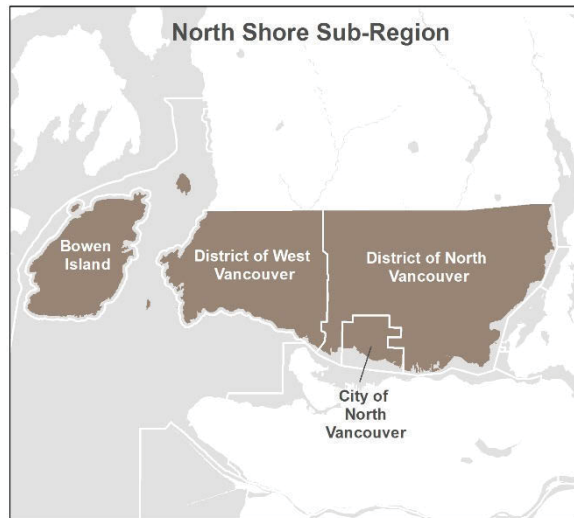 North Shore Sub-Region
Bowen
Island
District of West
Vancouver
District of North
Vancouver
City of
North
Vancouver